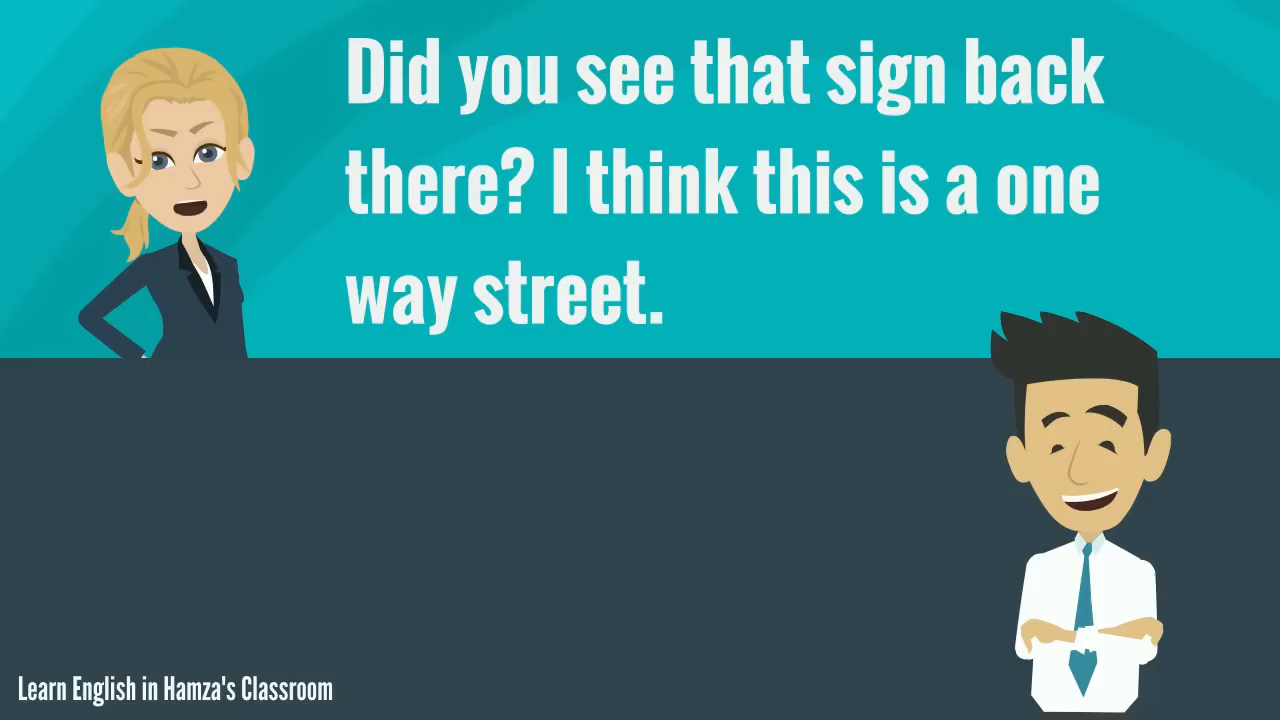 Did you see that sign back
there? I think this is a one
way street.
Learn English in Hamza's Classroom